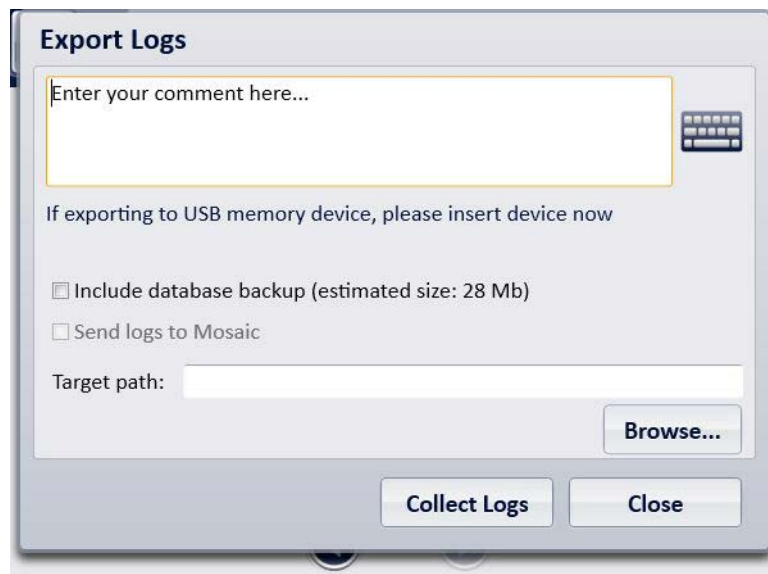 Export Logs
Enter your comment here...
If exporting to USB memory device, please insert device now
Include database backup (estimated size: 28 Mb)
Send logs to Mosaic
Target path:
Browse...
Collect Logs
Close